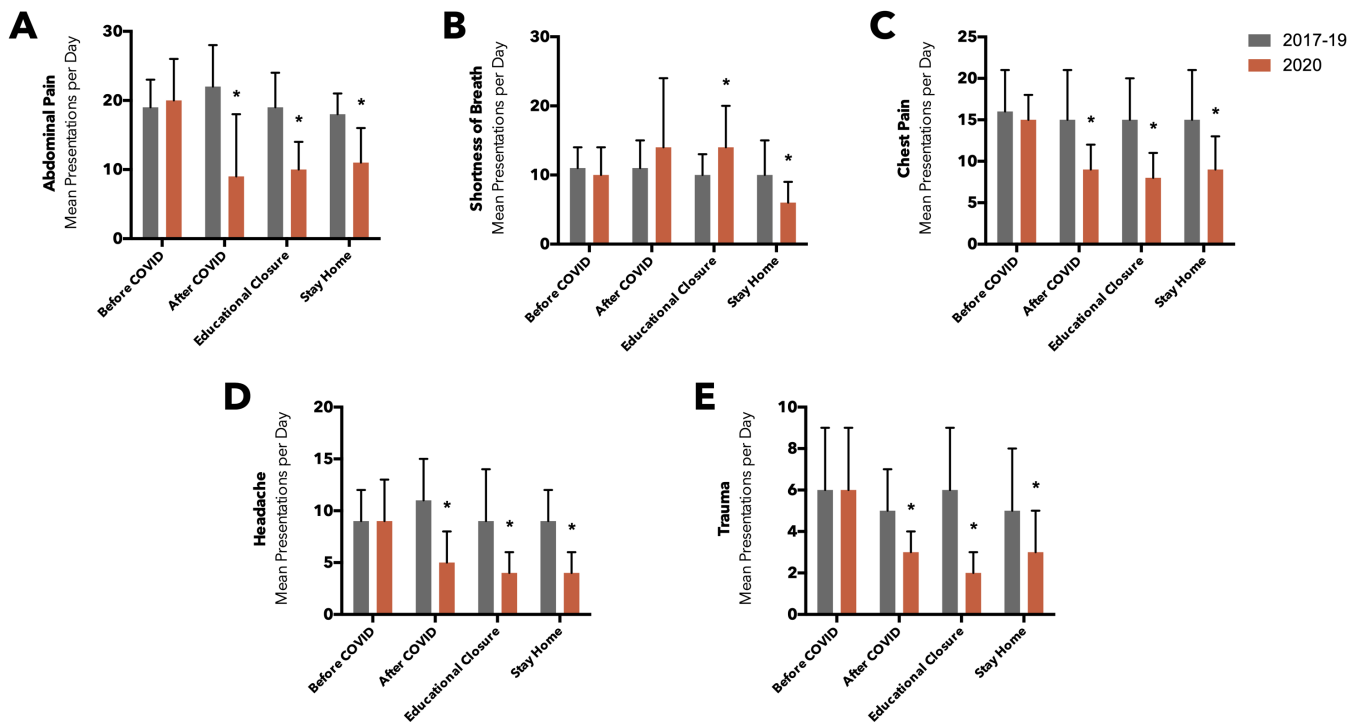 A
Abdominal Pain
Mean Presentations per Day
30
20
10
0
*
*
*
Before COVID
After COVID
Educational Closure
Stay Home
B
Shortness of Breath
Mean Presentations per Day
30
20
10
0
*
*
Before COVID
After COVID
Educational Closure
Stay Home
C
Chest Pain
Mean Presentations per Day
25
20
15
10
5
0
*
*
*
Before COVID
After COVID
Educational Closure
Stay Home
2017-19
2020
D
Headache
Mean Presentations per Day
20
15
10
5
0
*
*
*
Before COVID
After COVID
Educational Closure
Stay Home
E
Trauma
Mean Presentations per Day
10
8
6
4
2
0
*
*
*
Before COVID
After COVID
Educational Closure
Stay Home